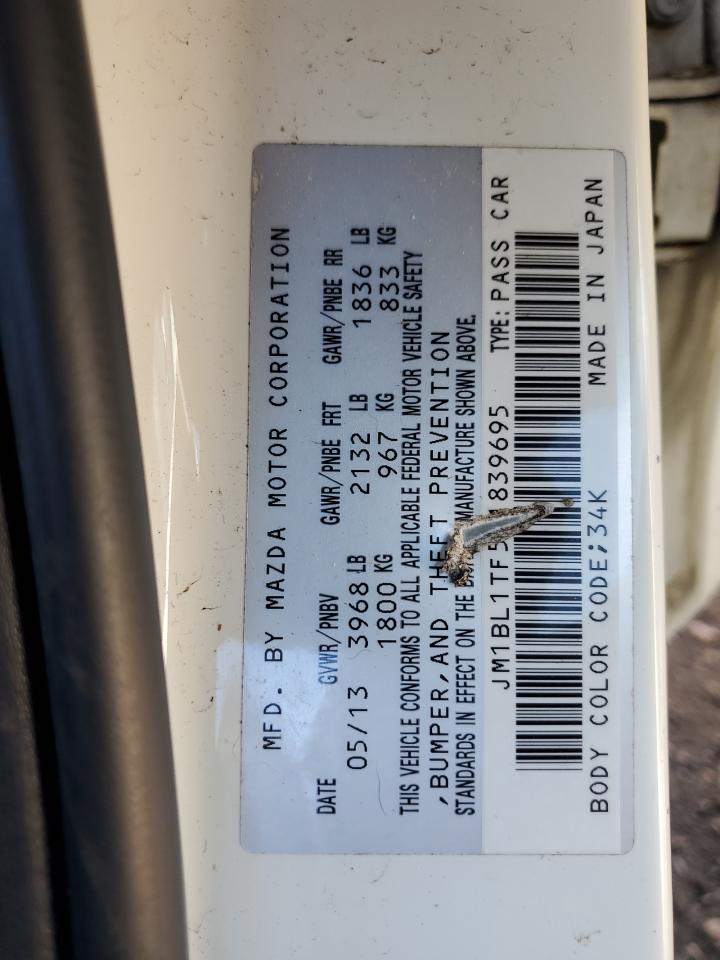 MFD. BY MAZDA MOTOR CORPORATION
DATE GVWR/PNBV GAWR/PNBE FRT GAWR/PNBE RR
05/13 3968 LB 2132 LB 1836 LB
1800 KG 967 KG 833 KG
THIS VEHICLE CONFORMS TO ALL APPLICABLE FEDERAL MOTOR VEHICLE SAFETY
,BUMPER,AND THEFT PREVENTION
STANDARDS IN EFFECT ON THE MANUFACTURE SHOWN ABOVE.
JM1BL1TF5 839695 TYPE: PASS CAR
BODY COLOR CODE;34K MADE IN JAPAN